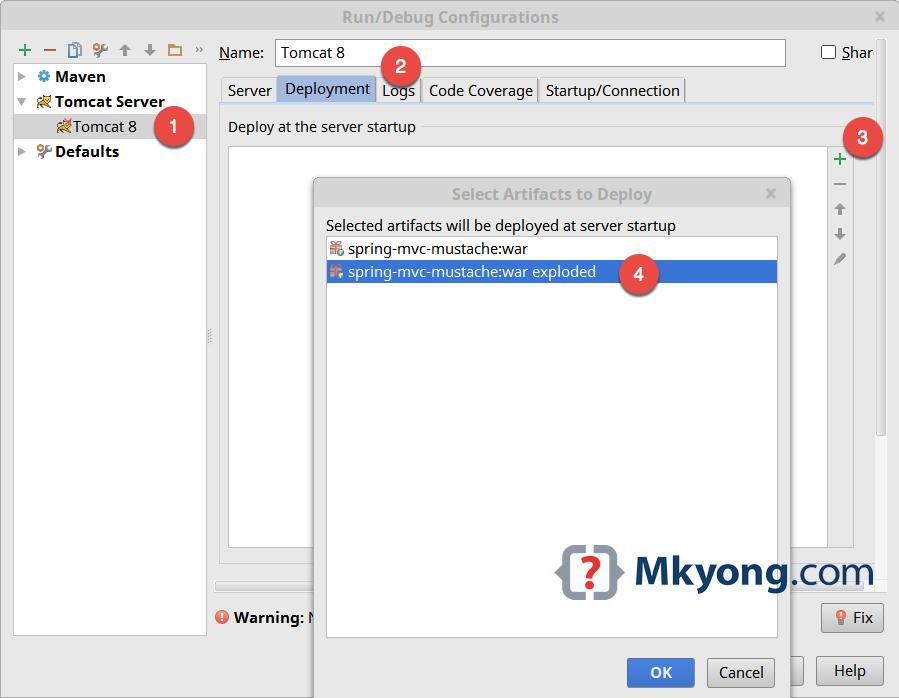 Run/Debug Configurations
Name: Tomcat 8
Maven
Tomcat Server
Tomcat 8
Defaults
1
2
Server Deployment Logs Code Coverage Startup/Connection
Deploy at the server startup
3
Select Artifacts to Deploy
Selected artifacts will be deployed at server startup
spring-mvc-mustache:war
spring-mvc-mustache:war exploded
4
Mkyong.com
Warning:
Fix
OK
Cancel
Help